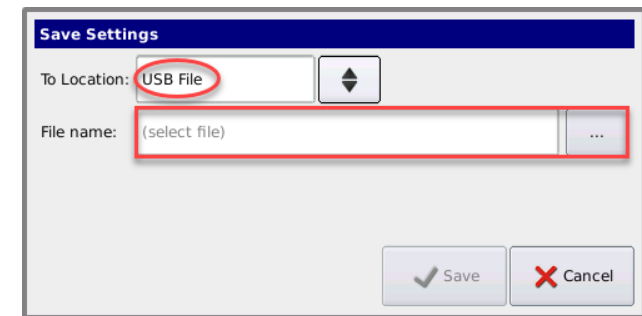 Save Settings
To Location: USB File
File name: (select file) ...
Save Cancel